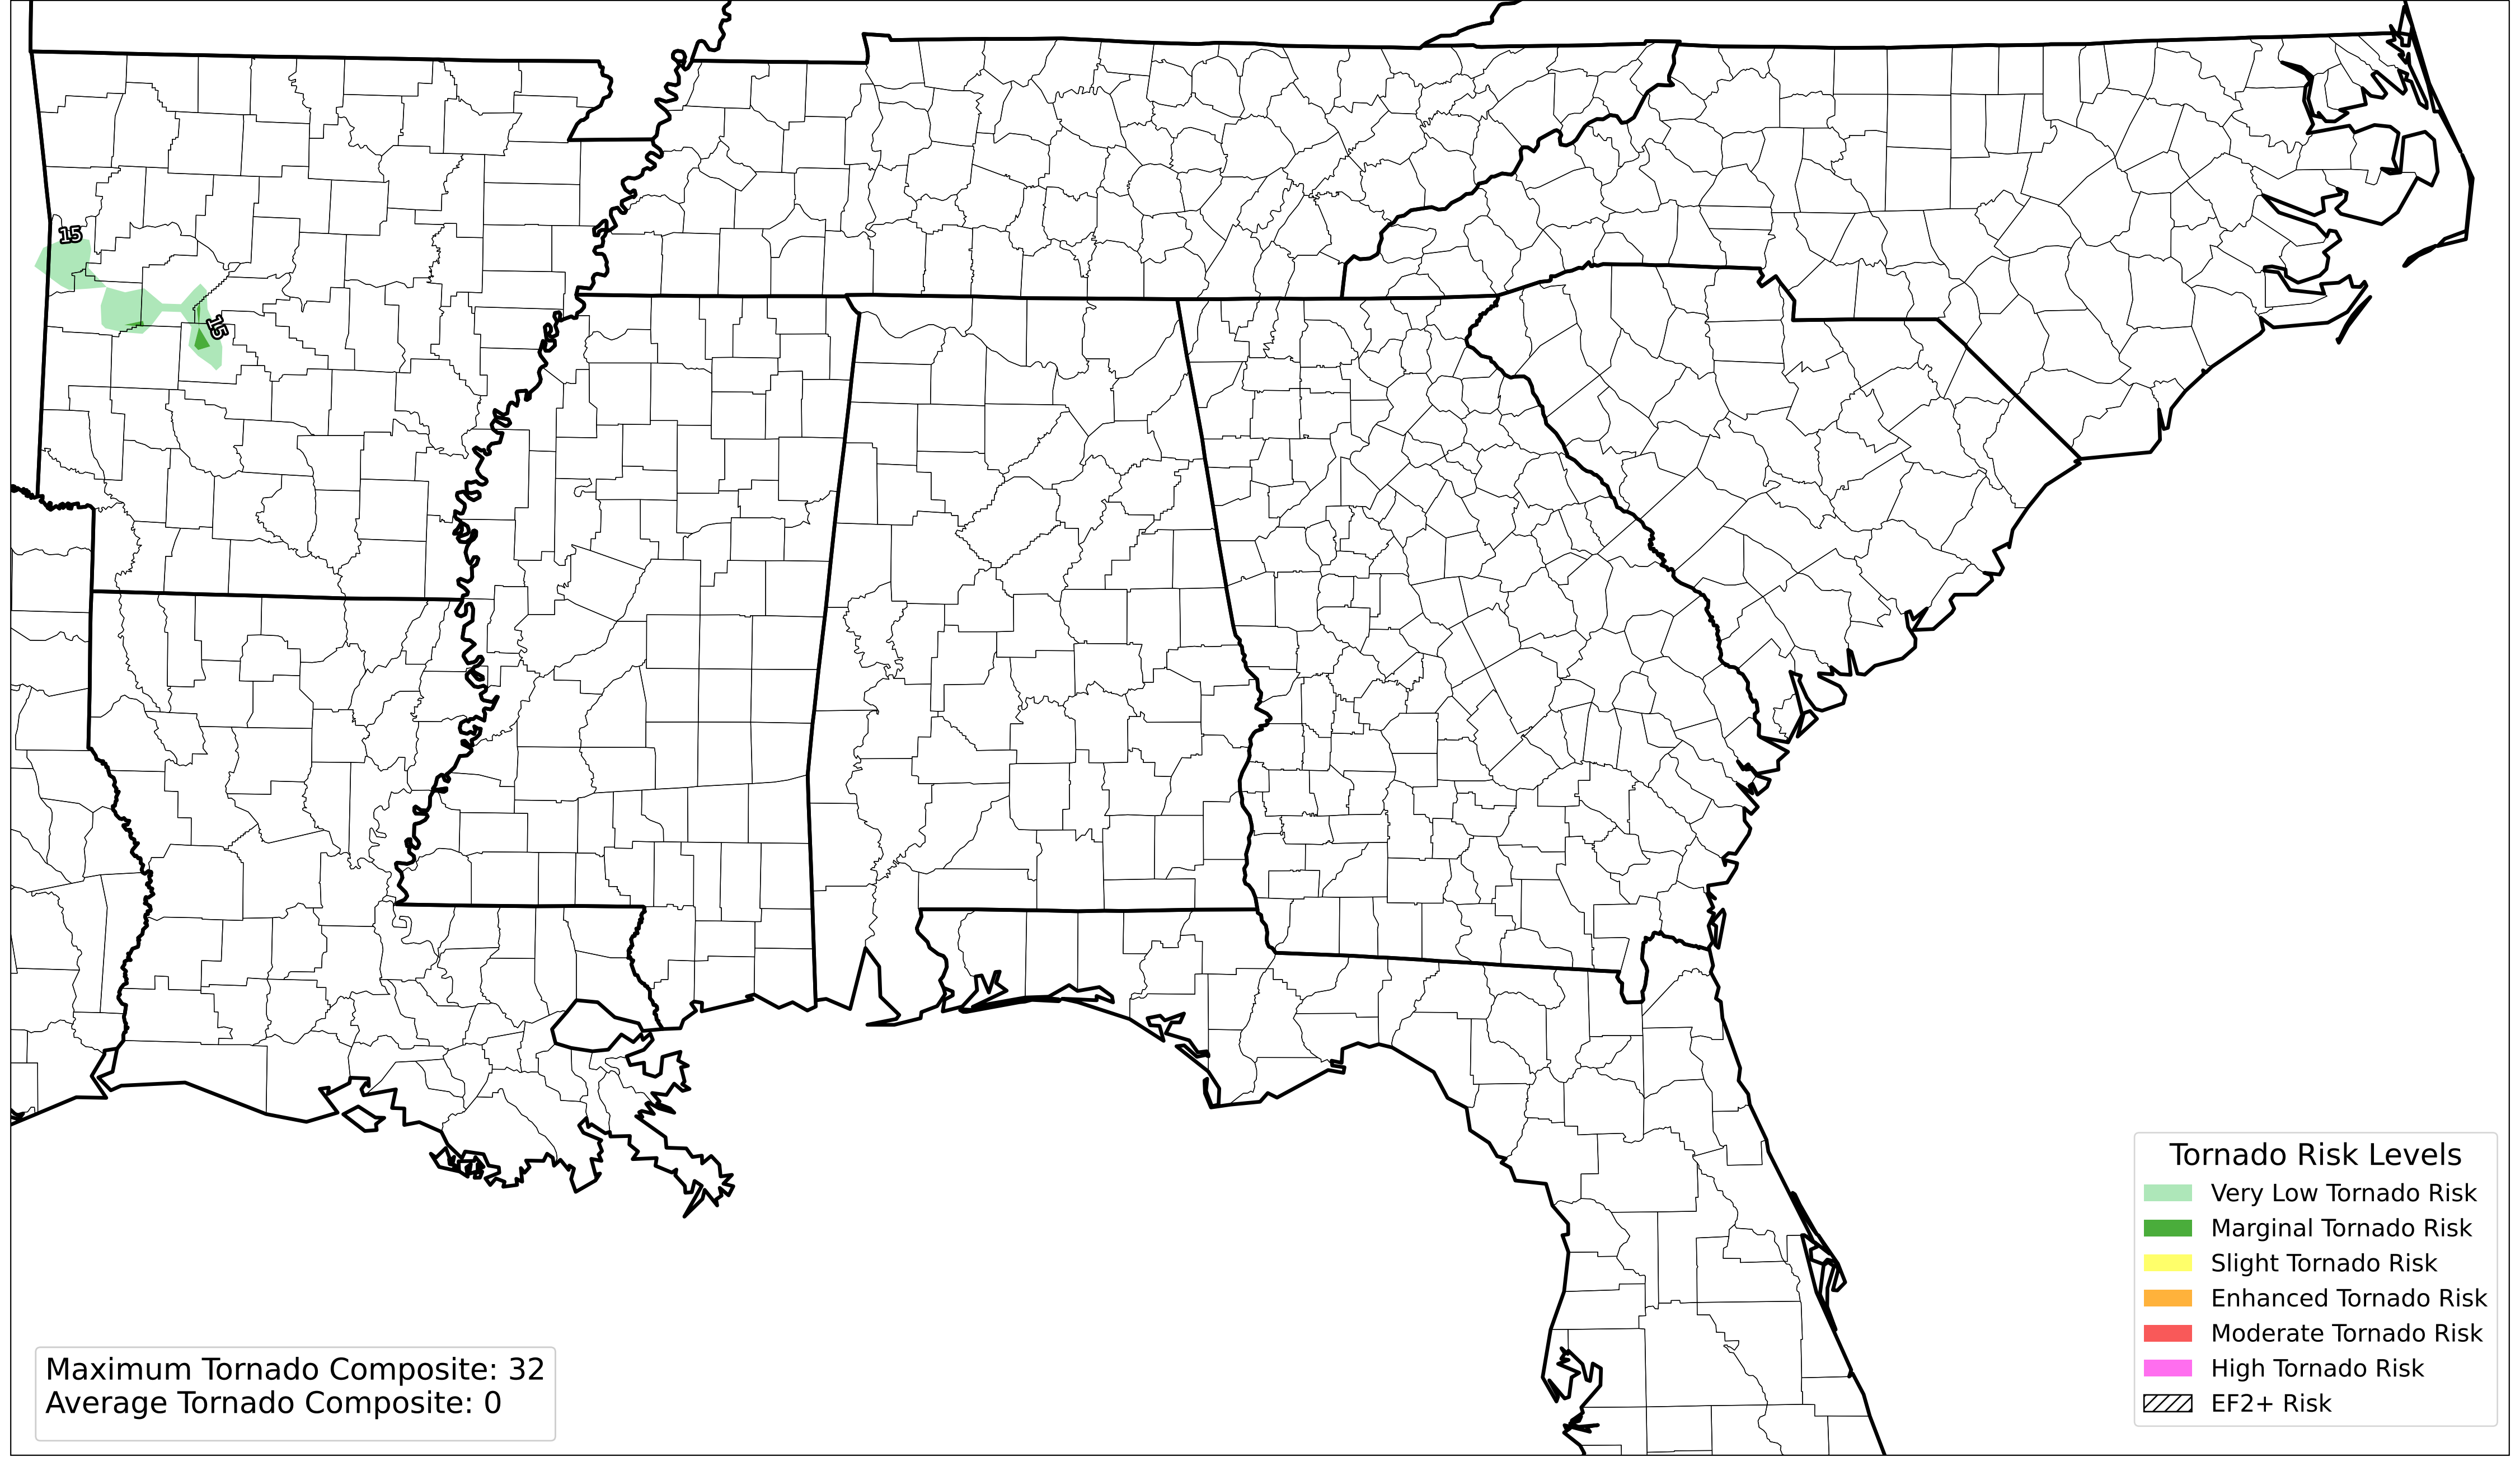 15
15
Tornado Risk Levels
Very Low Tornado Risk
Marginal Tornado Risk
Slight Tornado Risk
Enhanced Tornado Risk
Moderate Tornado Risk
High Tornado Risk
EF2+ Risk
Maximum Tornado Composite: 32
Average Tornado Composite: 0